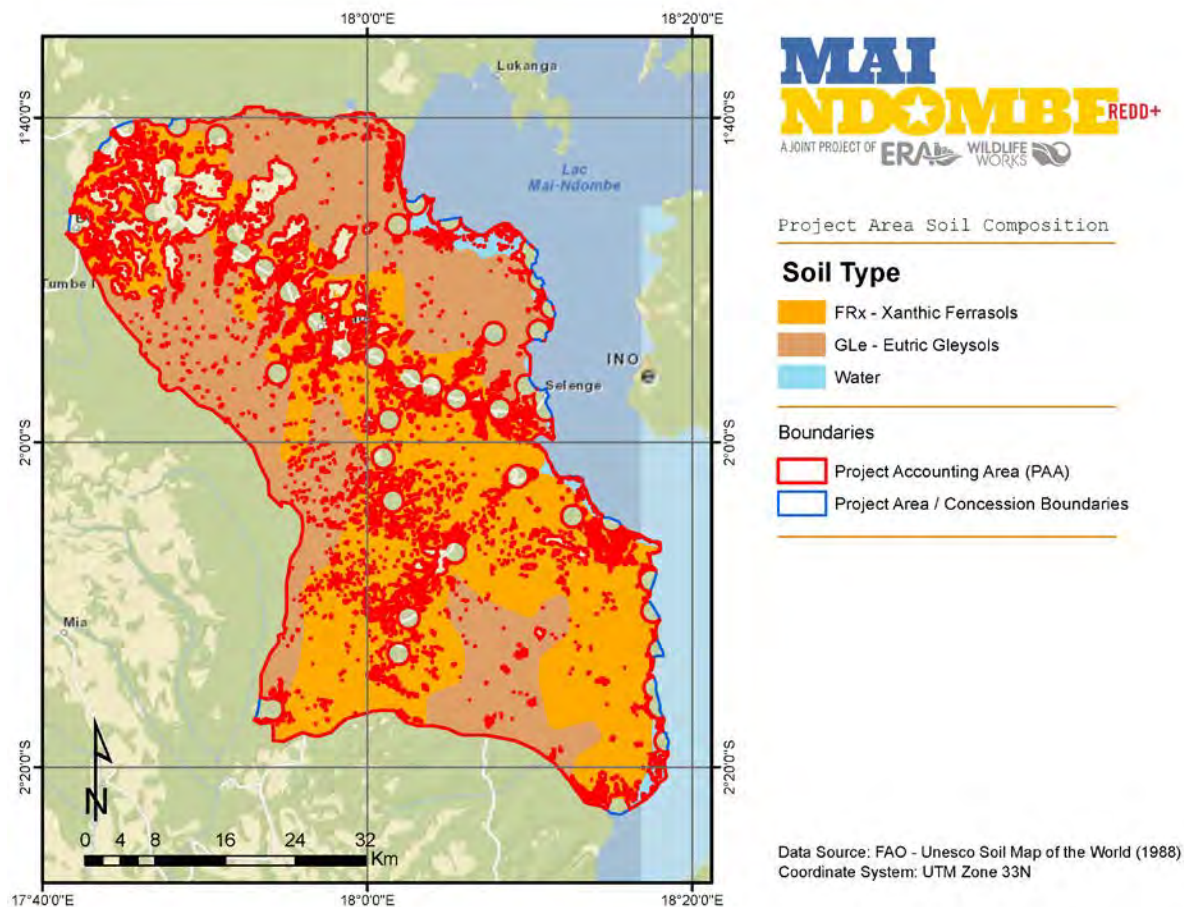 18°0'0"E
18°20'0"E
Lukanga
1°40'0"S
1°40'0"S
Lac
Mai-Ndombe
Tumbe
INO
Selenge
2°0'0"S
2°0'0"S
Mia
2°20'0"S
2°20'0"S
N
0 4 8 16 24 32
Km
17°40'0"E
18°0'0"E
18°20'0"E
MAI
NDOMBE REDD+
A JOINT PROJECT OF ERA WILDLIFE
WORKS
Project Area Soil Composition
Soil Type
FRx - Xanthic Ferrasols
GLe - Eutric Gleysols
Water
Boundaries
Project Accounting Area (PAA)
Project Area / Concession Boundaries
Data Source: FAO - Unesco Soil Map of the World (1988)
Coordinate System: UTM Zone 33N